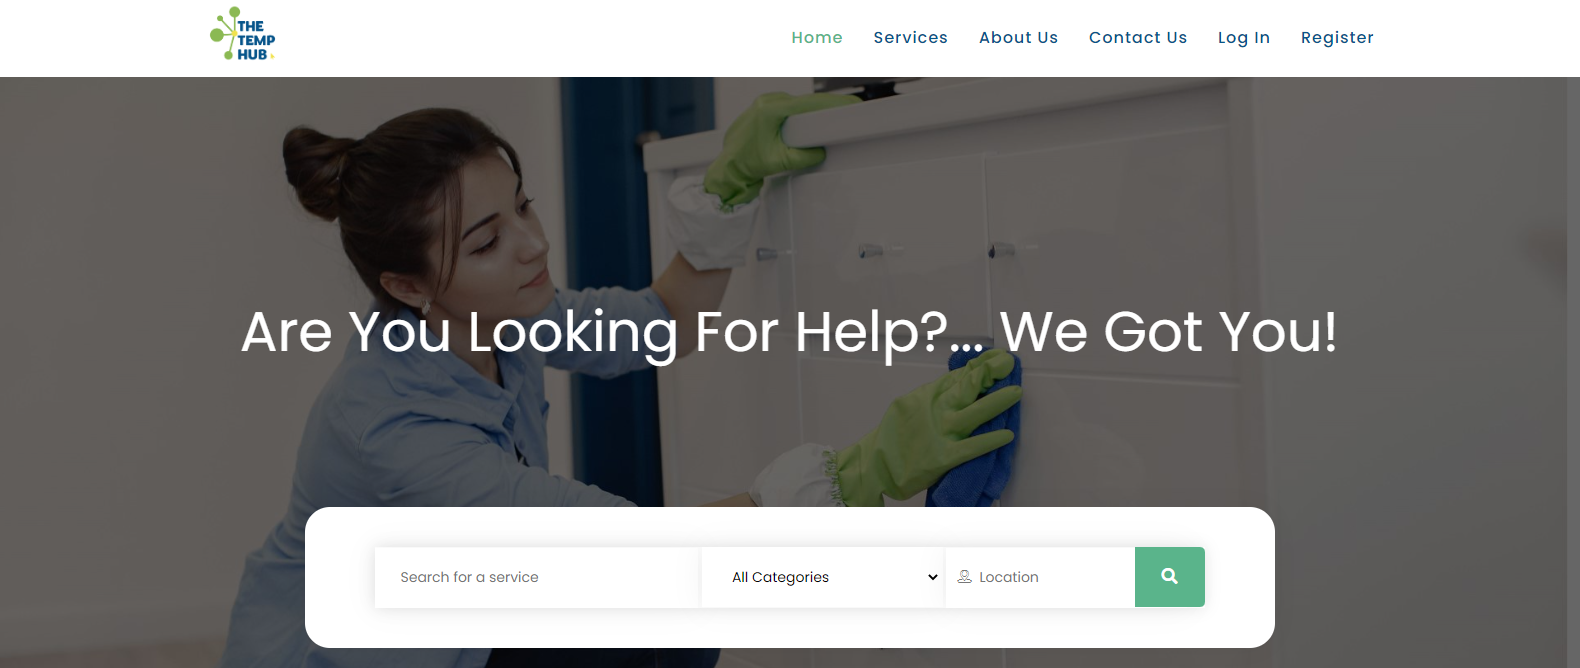 THE
TEMP
HUB
Home Services About Us Contact Us Log In Register
Are You Looking For Help?... We Got You!
Search for a service All Categories Location